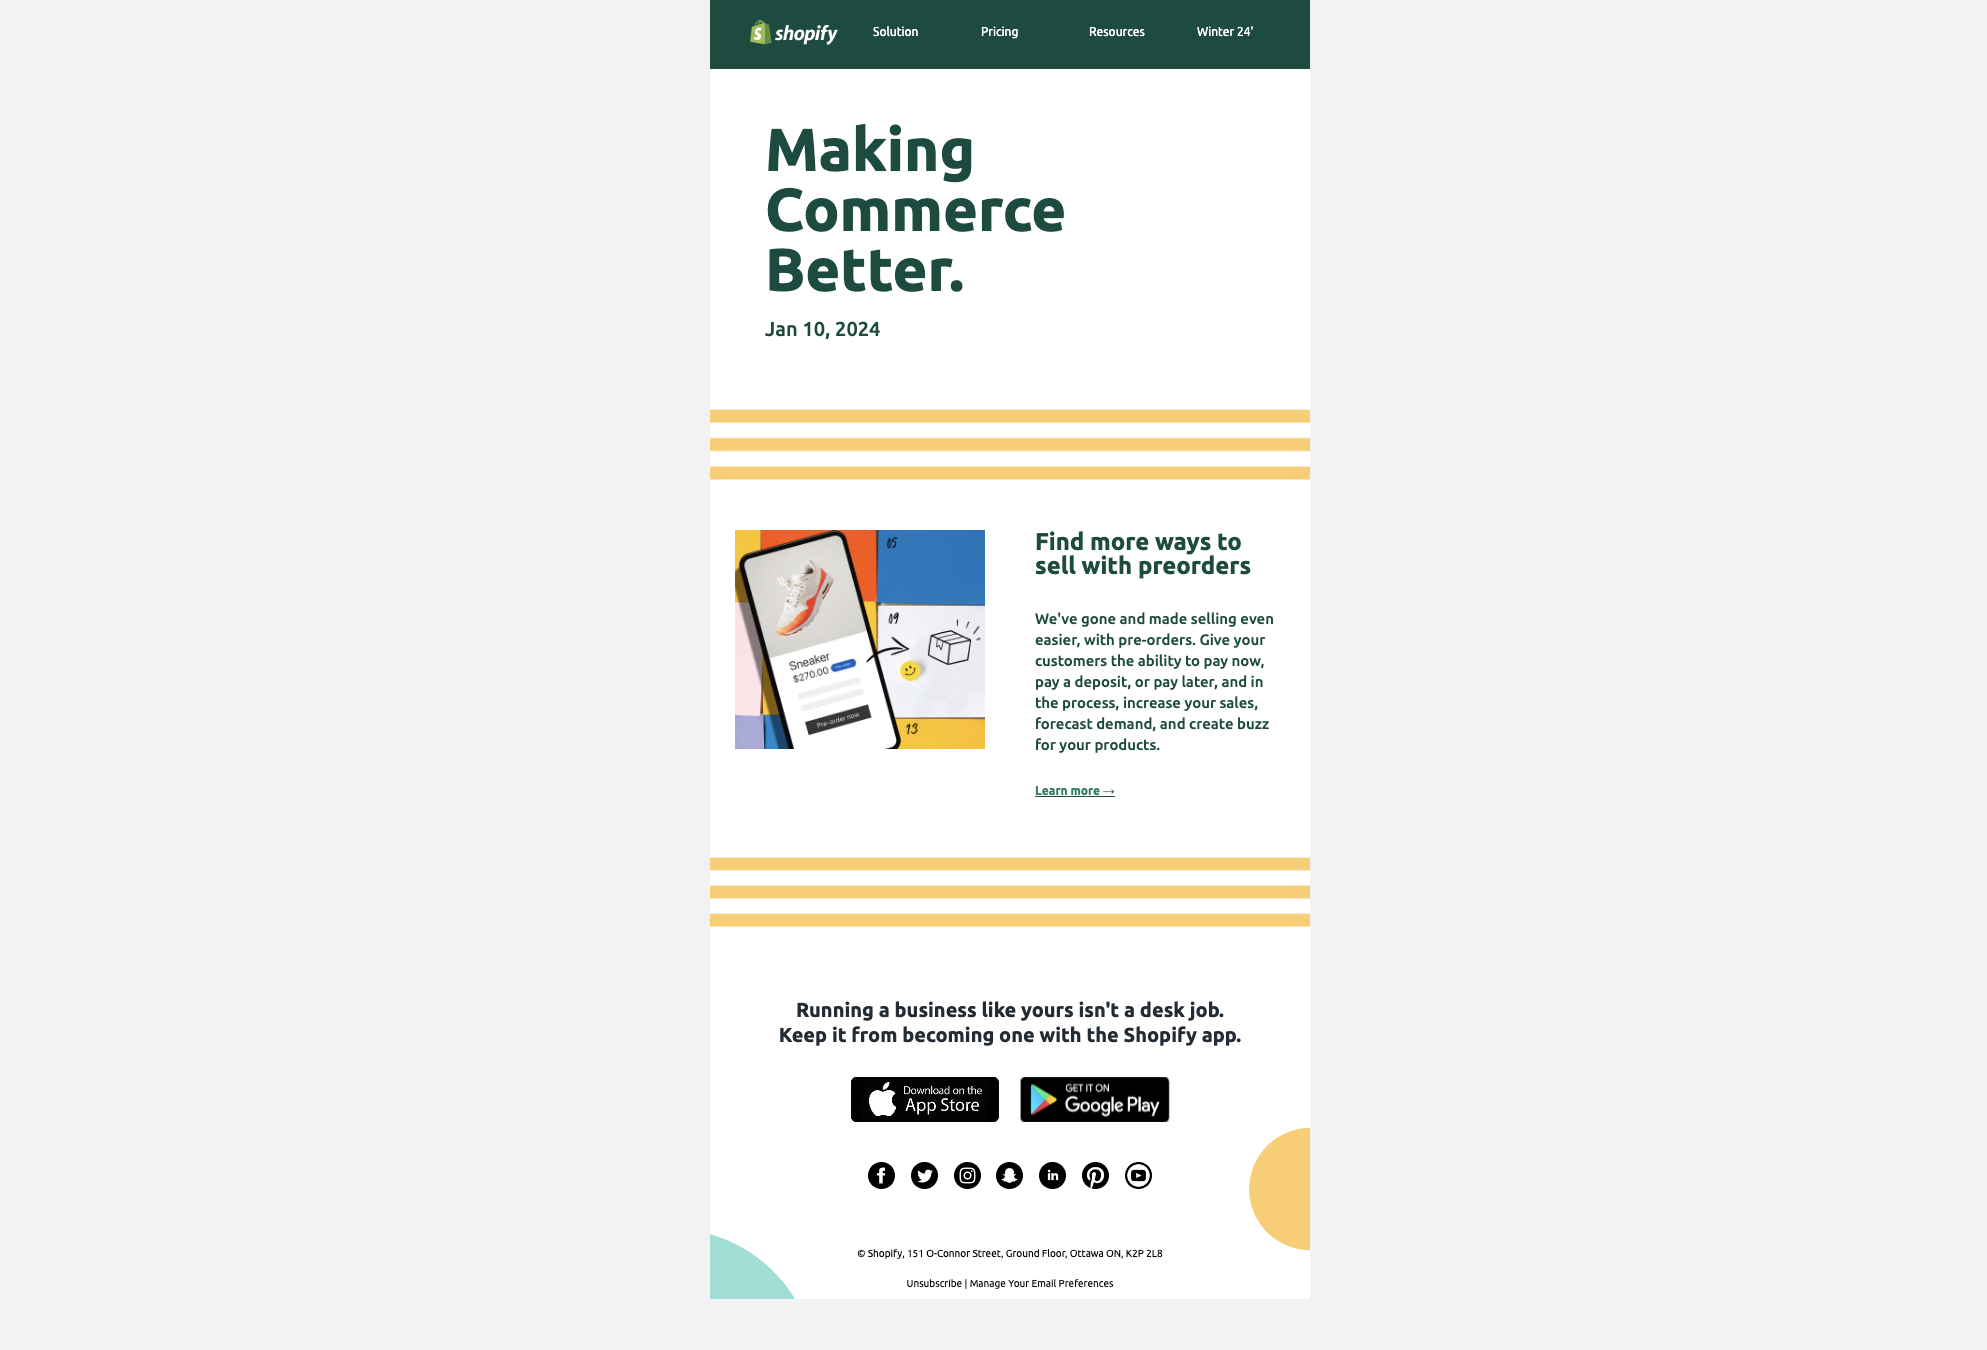 shopify Solution Pricing Resources Winter 24'
Making
Commerce
Better.
Jan 10, 2024
05
09
Sneaker
$270.00
Pre-order now
13
Find more ways to
sell with preorders
We've gone and made selling even
easier, with pre-orders. Give your
customers the ability to pay now,
pay a deposit, or pay later, and in
the process, increase your sales,
forecast demand, and create buzz
for your products.
Learn more →
Running a business like yours isn't a desk job.
Keep it from becoming one with the Shopify app.
Download on the
App Store
GET IT ON
Google Play
© Shopify, 151 O-Connor Street, Ground Floor, Ottawa ON, K2P 2L8
Unsubscribe | Manage Your Email Preferences